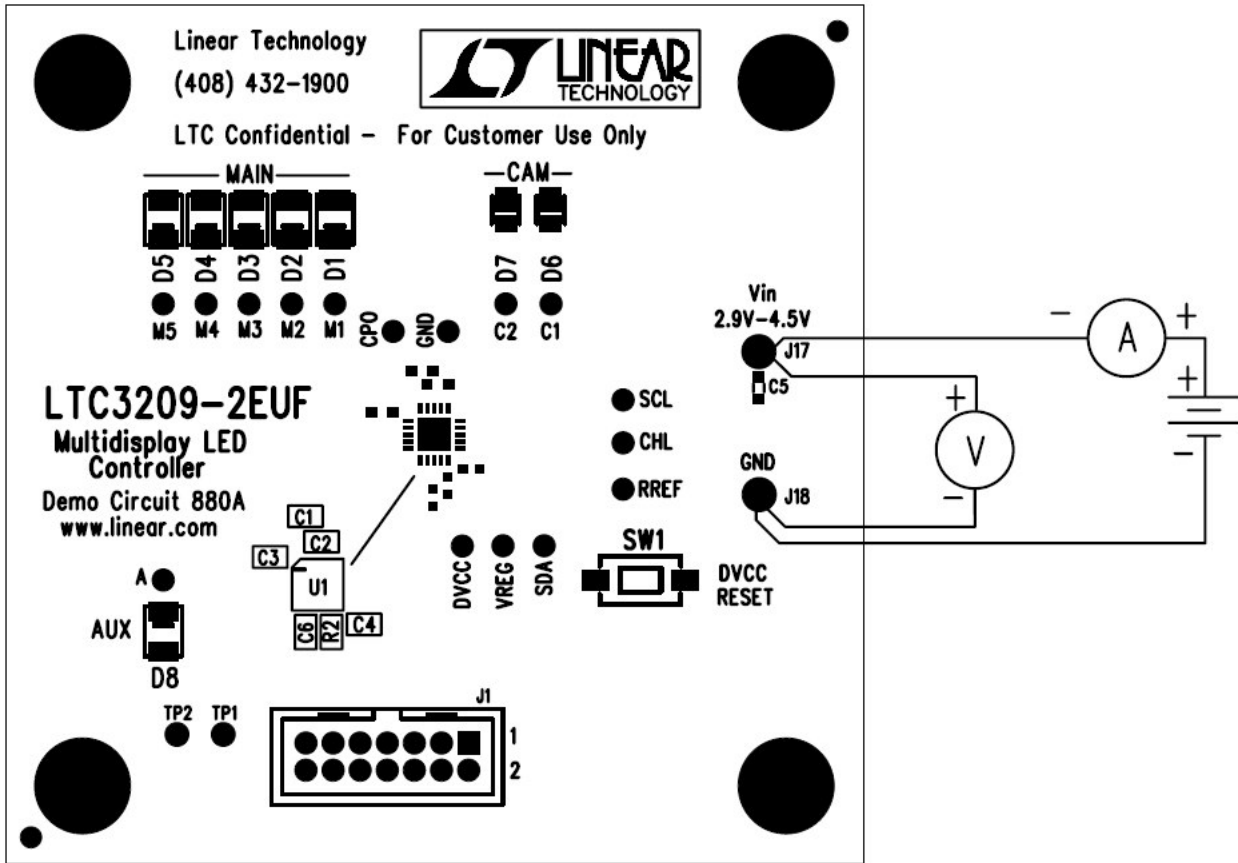 Linear Technology
(408) 432-1900
LINEAR
TECHNOLOGY
LTC Confidential - For Customer Use Only
MAIN
CAM
D5 D4 D3 D2 D1
D7 D6
M5 M4 M3 M2 M1
C2 C1
CPO GND
Vin
2.9V-4.5V
J17
C5
- A +
+
-
+
V
-
LTC3209-2EUF
Multidisplay LED
Controller
Demo Circuit 880A
www.linear.com
SCL
CHL
RREF
GND
J18
C1
C2
C3
U1
C6 R2 C4
DVCC VREG SDA
SW1
DVCC
RESET
A
AUX
D8
TP2 TP1
J1
1
2